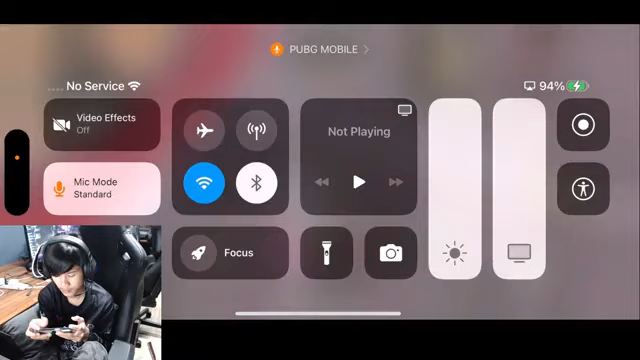 PUBG MOBILE
No Service
94%
Video Effects
Off
Mic Mode
Standard
Not Playing
Focus